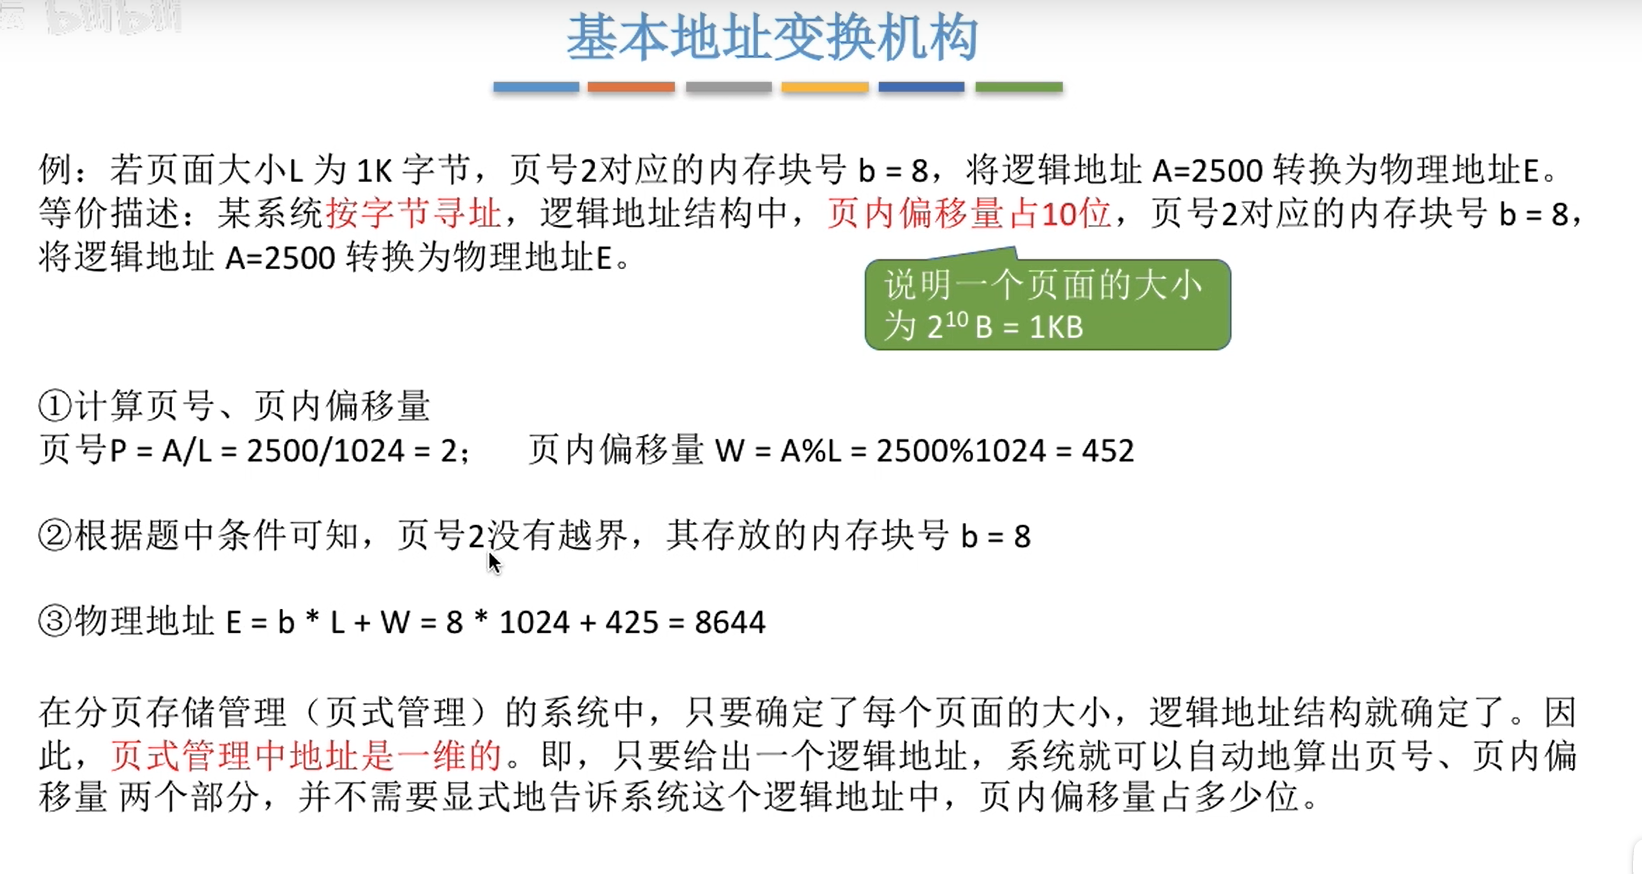 bilibili
基本地址变换机构
例：若页面大小L 为 1K 字节，页号2对应的内存块号 b = 8，将逻辑地址 A=2500 转换为物理地址E。
等价描述：某系统按字节寻址，逻辑地址结构中，页内偏移量占10位，页号2对应的内存块号 b = 8，
将逻辑地址 A=2500 转换为物理地址E。
说明一个页面的大小
为 2¹⁰ B = 1KB
①计算页号、页内偏移量
页号P = A/L = 2500/1024 = 2； 页内偏移量 W = A%L = 2500%1024 = 452
②根据题中条件可知，页号2没有越界，其存放的内存块号 b = 8
③物理地址 E = b * L + W = 8 * 1024 + 425 = 8644
在分页存储管理（页式管理）的系统中，只要确定了每个页面的大小，逻辑地址结构就确定了。因
此，页式管理中地址是一维的。即，只要给出一个逻辑地址，系统就可以自动地算出页号、页内偏
移量 两个部分，并不需要显式地告诉系统这个逻辑地址中，页内偏移量占多少位。